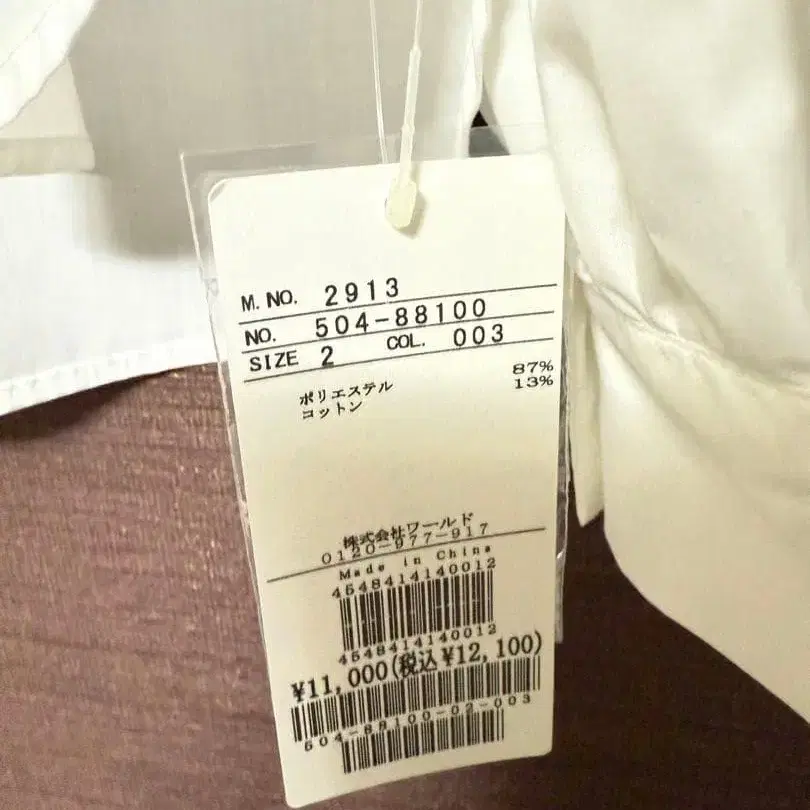 M. NO. 2913
NO. 504-88100
SIZE 2 COL. 003
ポリエステル 87%
コットン 13%
株式会社ワールド
0120-977-917
Made in China
4548414140012
4548414140012
¥11,000(税込¥12,100)
504-88100-02-003